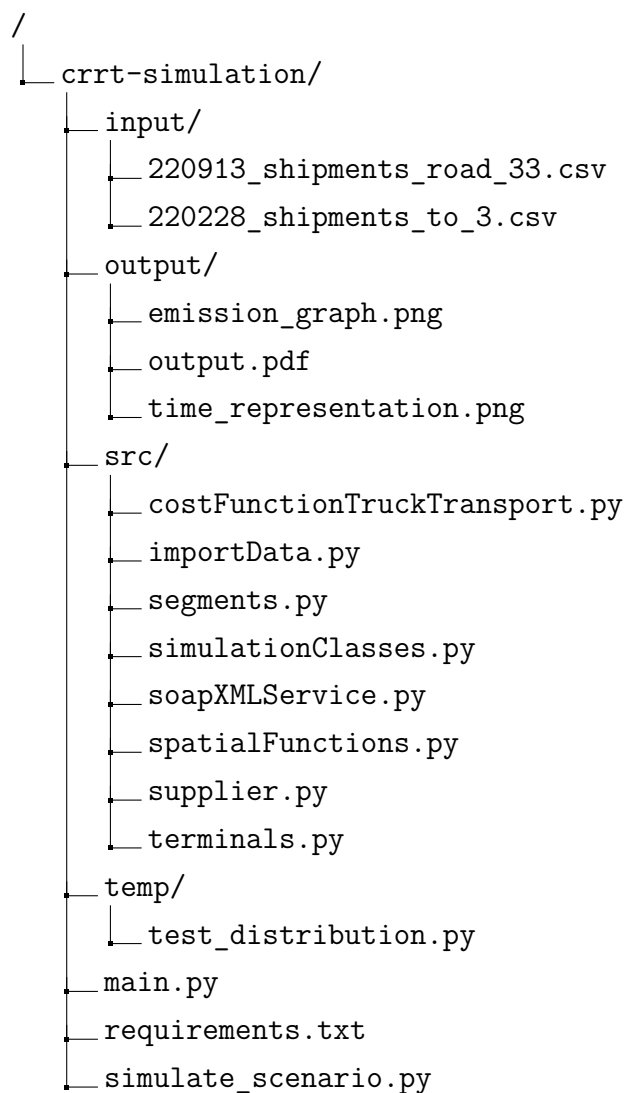 /
crrt-simulation/
input/
220913_shipments_road_33.csv
220228_shipments_to_3.csv
output/
emission_graph.png
output.pdf
time_representation.png
src/
costFunctionTruckTransport.py
importData.py
segments.py
simulationClasses.py
soapXMLService.py
spatialFunctions.py
supplier.py
terminals.py
temp/
test_distribution.py
main.py
requirements.txt
simulate_scenario.py